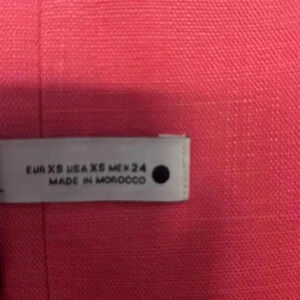 EUR XS USA XS MEX 24
MADE IN MOROCCO